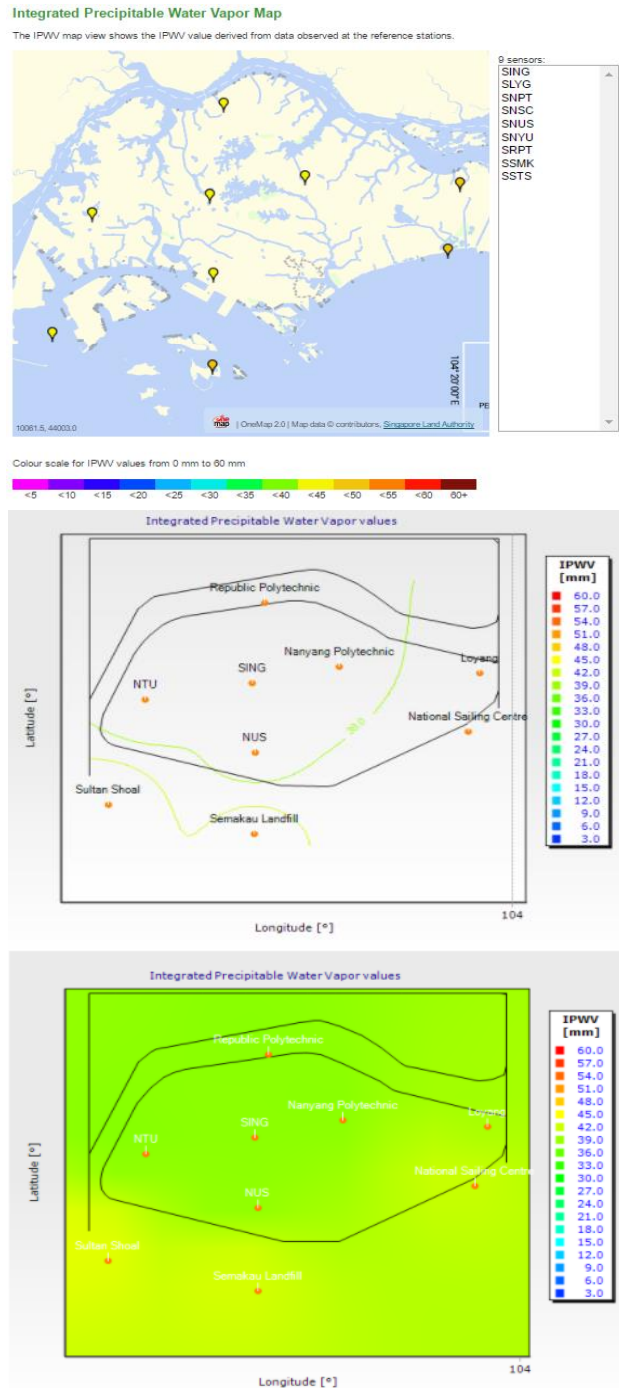 Integrated Precipitable Water Vapor Map
The IPWV map view shows the IPWV value derived from data observed at the reference stations.
9 sensors:
SING
SLYG
SNPT
SNSC
SNUS
SNYU
SRPT
SSMK
SSTS
104° 20'00"E
PE
10081.5, 44003.0
one map | OneMap 2.0 | Map data © contributors, Singapore Land Authority
Colour scale for IPWV values from 0 mm to 60 mm
<5 <10 <15 <20 <25 <30 <35 <40 <45 <50 <55 <60 60+
Integrated Precipitable Water Vapor values
Republic Polytechnic
Nanyang Polytechnic
Loyang
SING
NTU
National Sailing Centre
NUS
Sultan Shoal
Semakau Landfill
Latitude [°]
Longitude [°]
104
IPWV
[mm]
60.0
57.0
54.0
51.0
48.0
45.0
42.0
39.0
36.0
33.0
30.0
27.0
24.0
21.0
18.0
15.0
12.0
9.0
6.0
3.0
Integrated Precipitable Water Vapor values
Republic Polytechnic
Nanyang Polytechnic
Loyang
SING
NTU
National Sailing Centre
NUS
Sultan Shoal
Semakau Landfill
Latitude [°]
Longitude [°]
104
IPWV
[mm]
60.0
57.0
54.0
51.0
48.0
45.0
42.0
39.0
36.0
33.0
30.0
27.0
24.0
21.0
18.0
15.0
12.0
9.0
6.0
3.0